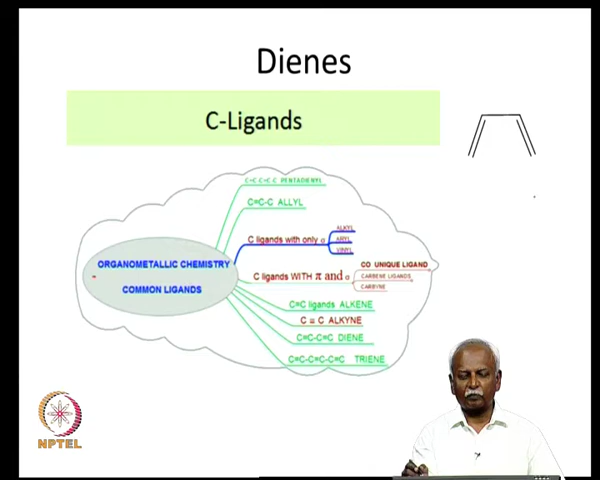 Dienes
C-Ligands
C=C-C=C-C PENTADIENYL
C=C-C ALLYL
C ligands with only σ
ALKYL
ARYL
VINYL
ORGANOMETALLIC CHEMISTRY
-
COMMON LIGANDS
C ligands WITH π and σ
CO UNIQUE LIGAND
CARBENE LIGANDS
CARBYNE
C=C ligands ALKENE
C ≡ C ALKYNE
C=C-C=C DIENE
C=C-C=C-C=C TRIENE
NPTEL